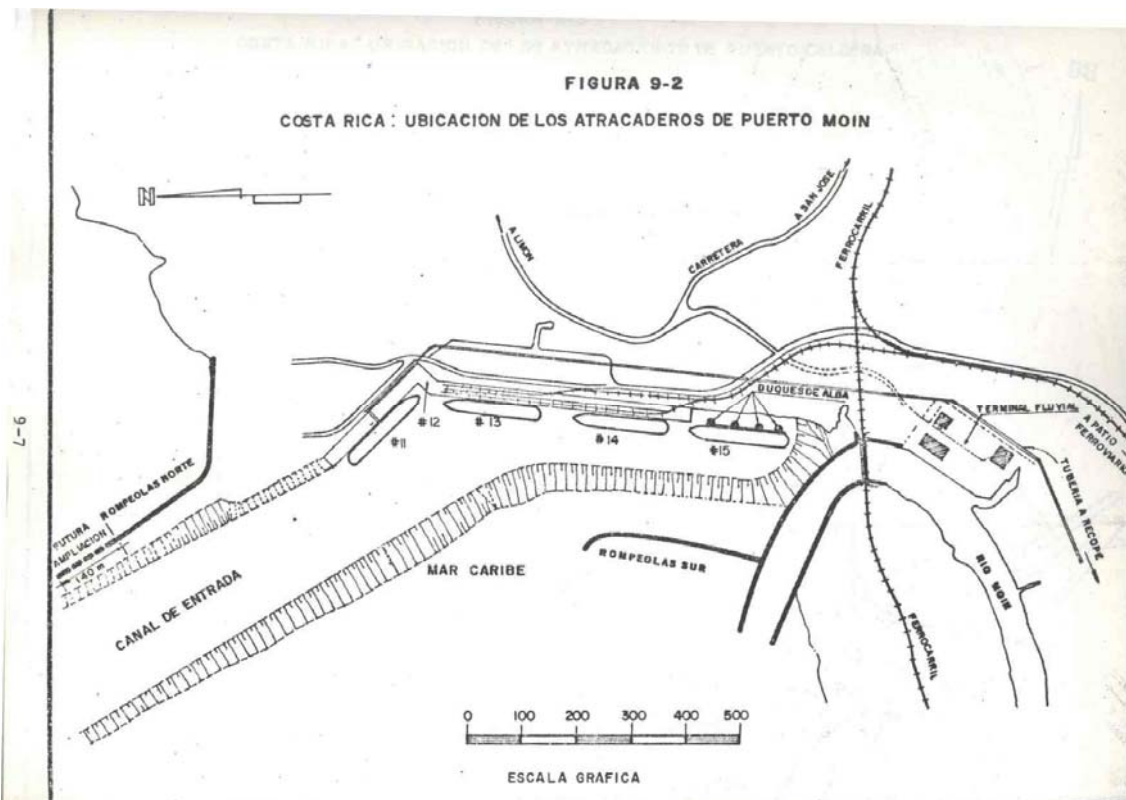 FIGURA 9-2
COSTA RICA: UBICACION DE LOS ATRACADEROS DE PUERTO MOIN
N
A LIMON
CARRETERA
A SAN JOSE
FERROCARRIL
DUQUES DE ALBA
TERMINAL FLUVIAL
A PATIO
FERROVIARIO
TUBERIA A RECOPE
#11
#12
#13
#14
#15
9-7
FUTURA
AMPLIACION
140 m
ROMPEOLAS NORTE
CANAL DE ENTRADA
MAR CARIBE
ROMPEOLAS SUR
FERROCARRIL
RIO MOIN
0 100 200 300 400 500
ESCALA GRAFICA